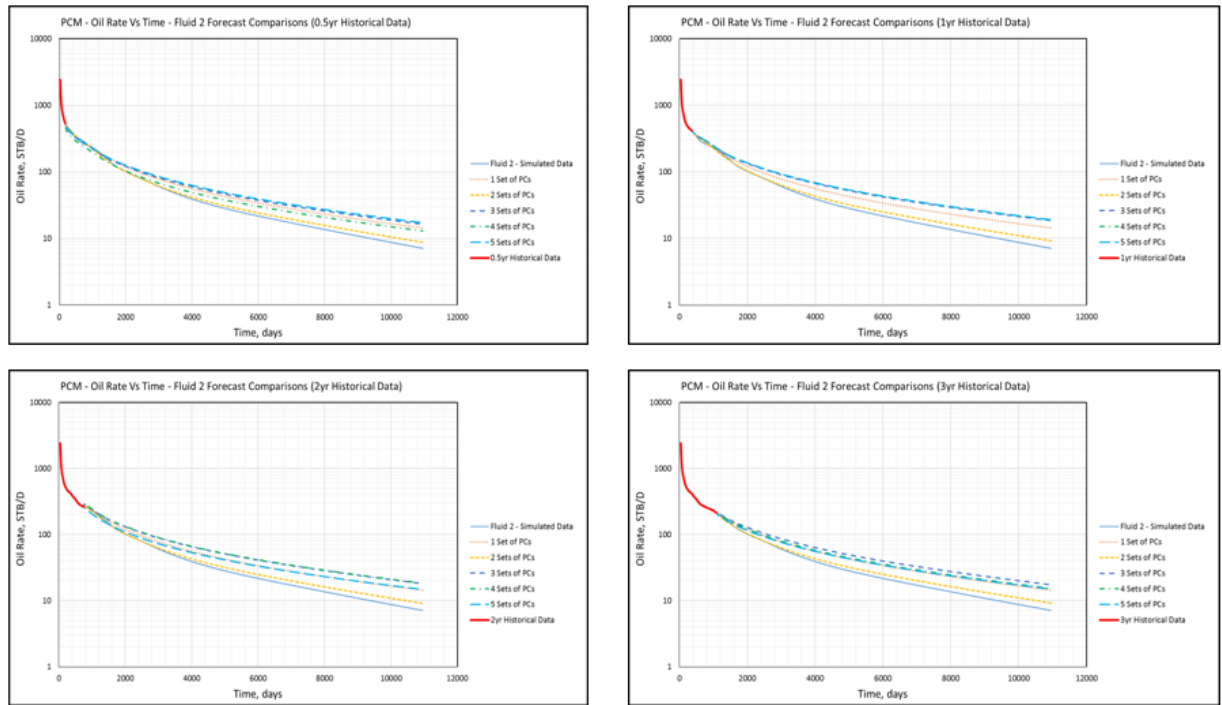 PCM - Oil Rate Vs Time - Fluid 2 Forecast Comparisons (0.5yr Historical Data)
10000
1000
100
10
1
Oil Rate, STB/D
0 2000 4000 6000 8000 10000 12000
Time, days
Fluid 2 - Simulated Data
1 Set of PCs
2 Sets of PCs
3 Sets of PCs
4 Sets of PCs
5 Sets of PCs
0.5yr Historical Data
PCM - Oil Rate Vs Time - Fluid 2 Forecast Comparisons (1yr Historical Data)
10000
1000
100
10
1
Oil Rate, STB/D
0 2000 4000 6000 8000 10000 12000
Time, days
Fluid 2 - Simulated Data
1 Set of PCs
2 Sets of PCs
3 Sets of PCs
4 Sets of PCs
5 Sets of PCs
1yr Historical Data
PCM - Oil Rate Vs Time - Fluid 2 Forecast Comparisons (2yr Historical Data)
10000
1000
100
10
1
Oil Rate, STB/D
0 2000 4000 6000 8000 10000 12000
Time, days
Fluid 2 - Simulated Data
1 Set of PCs
2 Sets of PCs
3 Sets of PCs
4 Sets of PCs
5 Sets of PCs
2yr Historical Data
PCM - Oil Rate Vs Time - Fluid 2 Forecast Comparisons (3yr Historical Data)
10000
1000
100
10
1
Oil Rate, STB/D
0 2000 4000 6000 8000 10000 12000
Time, days
Fluid 2 - Simulated Data
1 Set of PCs
2 Sets of PCs
3 Sets of PCs
4 Sets of PCs
5 Sets of PCs
3yr Historical Data